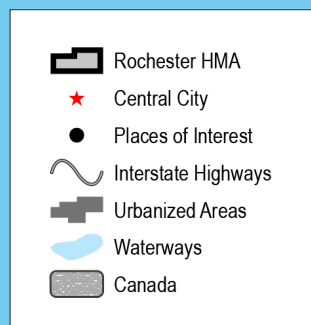 Rochester HMA
Central City
Places of Interest
Interstate Highways
Urbanized Areas
Waterways
Canada